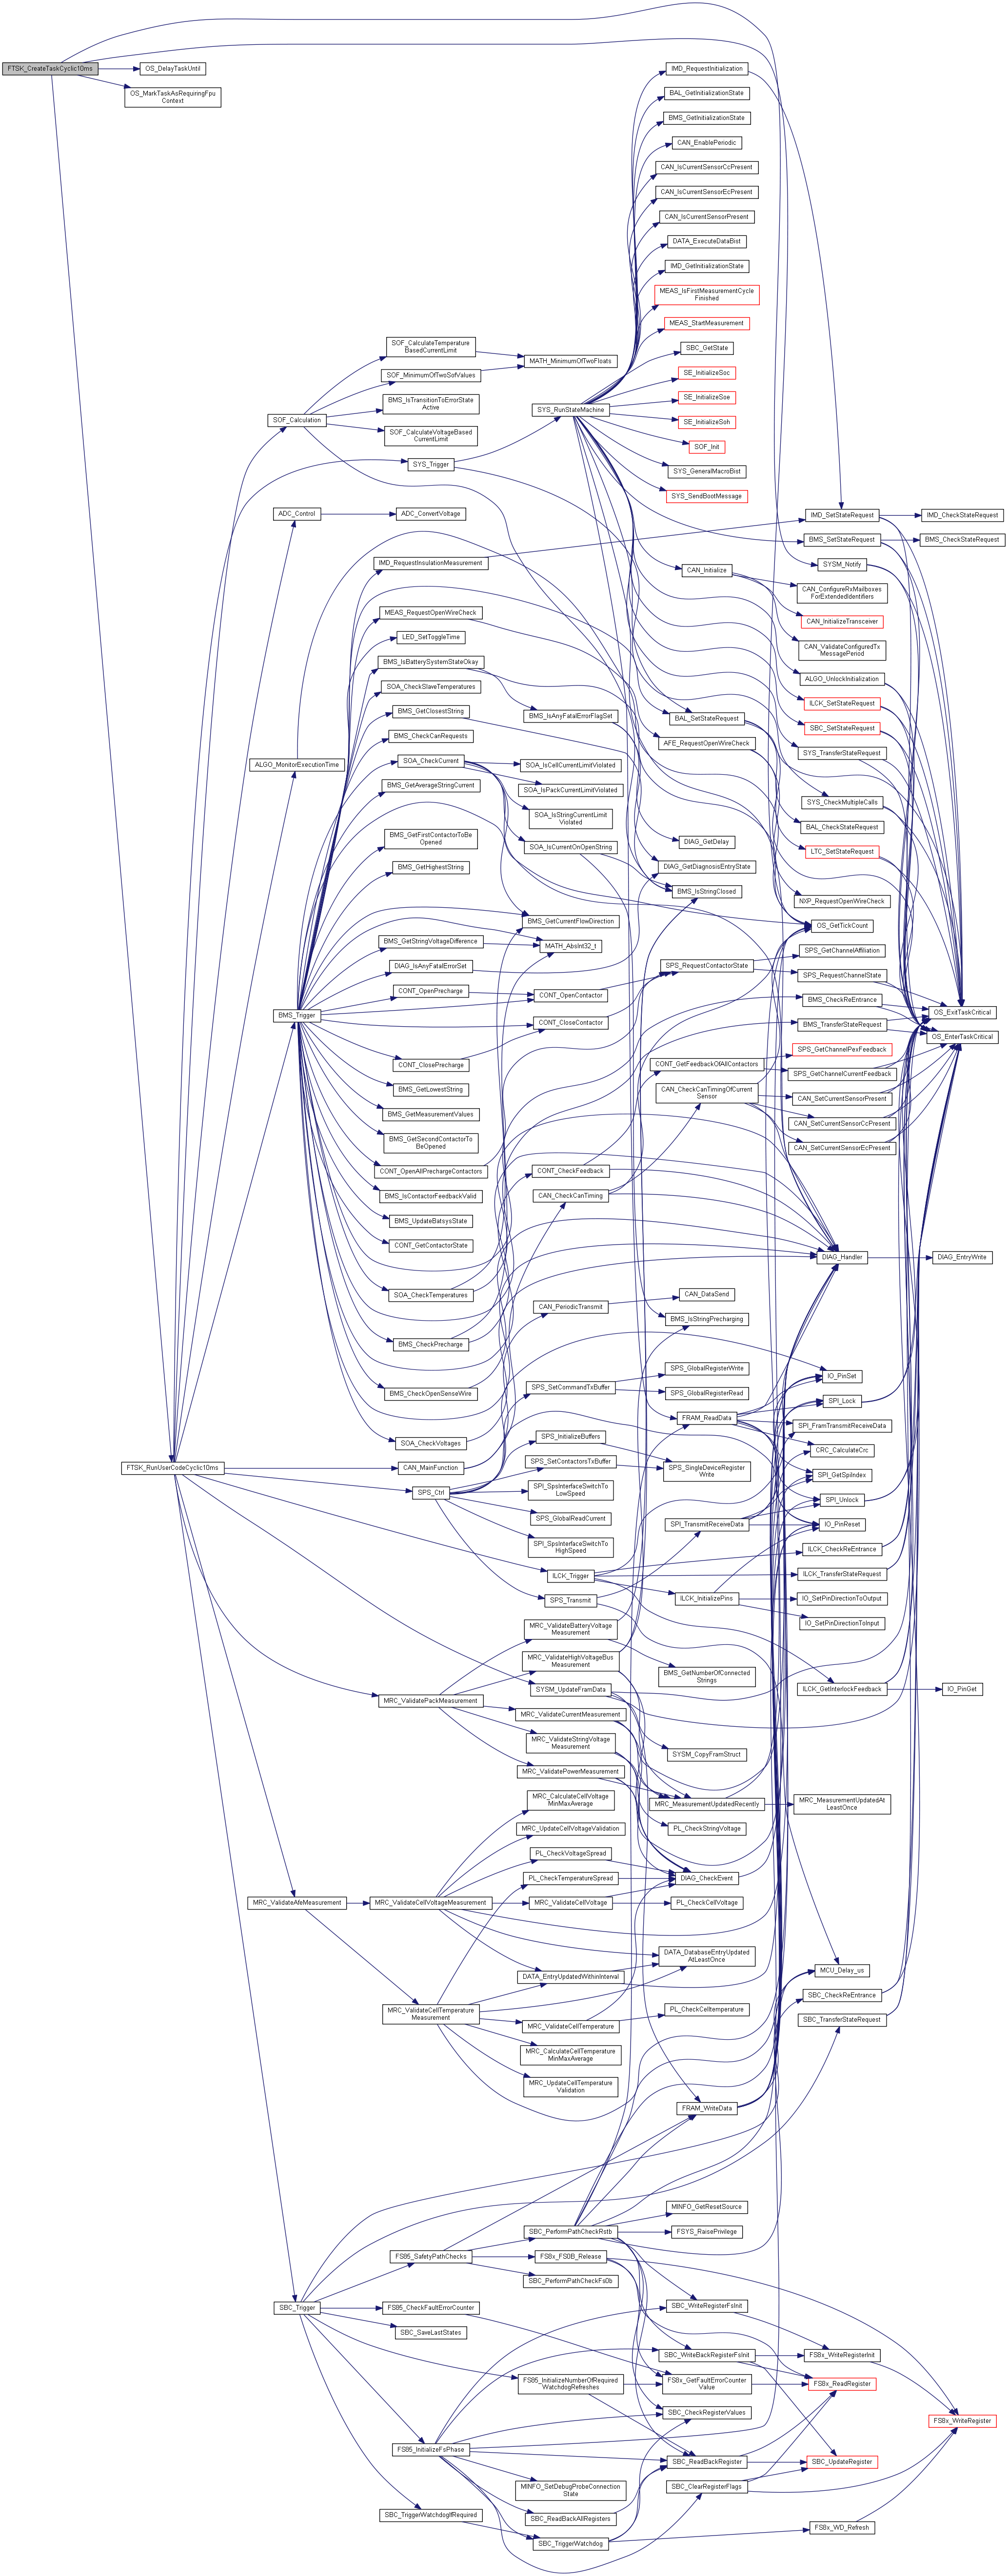 FTSK_CreateTaskCyclic10ms
OS_DelayTaskUntil
OS_MarkTaskAsRequiringFpu
Context
IMD_RequestInitialization
BAL_GetInitializationState
BMS_GetInitializationState
CAN_EnablePeriodic
CAN_IsCurrentSensorCcPresent
CAN_IsCurrentSensorEcPresent
CAN_IsCurrentSensorPresent
DATA_ExecuteDataBist
IMD_GetInitializationState
MEAS_IsFirstMeasurementCycle
Finished
MEAS_StartMeasurement
SBC_GetState
SE_InitializeSoc
SE_InitializeSoe
SE_InitializeSoh
SOF_Init
SYS_GeneralMacroBist
SYS_SendBootMessage
SOF_CalculateTemperature
BasedCurrentLimit
MATH_MinimumOfTwoFloats
SOF_MinimumOfTwoSofValues
BMS_IsTransitionToErrorState
Active
SYS_RunStateMachine
SOF_Calculation
SOF_CalculateVoltageBased
CurrentLimit
SYS_Trigger
ADC_Control
ADC_ConvertVoltage
IMD_SetStateRequest
IMD_CheckStateRequest
BMS_SetStateRequest
BMS_CheckStateRequest
IMD_RequestInsulationMeasurement
SYSM_Notify
CAN_Initialize
CAN_ConfigureRxMailboxes
ForExtendedIdentifiers
CAN_InitializeTransceiver
CAN_ValidateConfiguredTx
MessagePeriod
MEAS_RequestOpenWireCheck
LED_SetToggleTime
BMS_IsBatterySystemStateOkay
SOA_CheckSlaveTemperatures
ALGO_UnlockInitialization
ILCK_SetStateRequest
BMS_GetClosestString
BMS_IsAnyFatalErrorFlagSet
BAL_SetStateRequest
SBC_SetStateRequest
BMS_CheckCanRequests
AFE_RequestOpenWireCheck
SYS_TransferStateRequest
ALGO_MonitorExecutionTime
SOA_CheckCurrent
SOA_IsCellCurrentLimitViolated
BMS_GetAverageStringCurrent
SOA_IsPackCurrentLimitViolated
SYS_CheckMultipleCalls
SOA_IsStringCurrentLimit
Violated
BAL_CheckStateRequest
BMS_GetFirstContactorToBe
Opened
SOA_IsCurrentOnOpenString
DIAG_GetDelay
LTC_SetStateRequest
BMS_GetHighestString
DIAG_GetDiagnosisEntryState
BMS_IsStringClosed
NXP_RequestOpenWireCheck
BMS_GetCurrentFlowDirection
OS_GetTickCount
BMS_GetStringVoltageDifference
MATH_AbsInt32_t
SPS_GetChannelAffiliation
DIAG_IsAnyFatalErrorSet
SPS_RequestContactorState
SPS_RequestChannelState
CONT_OpenPrecharge
CONT_OpenContactor
BMS_CheckReEntrance
OS_ExitTaskCritical
BMS_Trigger
CONT_CloseContactor
BMS_TransferStateRequest
OS_EnterTaskCritical
SPS_GetChannelPexFeedback
CONT_ClosePrecharge
CONT_GetFeedbackOfAllContactors
SPS_GetChannelCurrentFeedback
BMS_GetLowestString
CAN_CheckCanTimingOfCurrent
Sensor
CAN_SetCurrentSensorPresent
BMS_GetMeasurementValues
CAN_SetCurrentSensorCcPresent
BMS_GetSecondContactorTo
BeOpened
CAN_SetCurrentSensorEcPresent
CONT_OpenAllPrechargeContactors
CONT_CheckFeedback
BMS_IsContactorFeedbackValid
CAN_CheckCanTiming
BMS_UpdateBatsysState
CONT_GetContactorState
DIAG_Handler
DIAG_EntryWrite
SOA_CheckTemperatures
CAN_DataSend
CAN_PeriodicTransmit
BMS_IsStringPrecharging
BMS_CheckPrecharge
SPS_GlobalRegisterWrite
IO_PinSet
BMS_CheckOpenSenseWire
SPS_SetCommandTxBuffer
SPS_GlobalRegisterRead
SPI_Lock
FRAM_ReadData
SPI_FramTransmitReceiveData
SPS_InitializeBuffers
SOA_CheckVoltages
CRC_CalculateCrc
FTSK_RunUserCodeCyclic10ms
CAN_MainFunction
SPS_SetContactorsTxBuffer
SPS_SingleDeviceRegister
Write
SPI_GetSpiIndex
SPS_Ctrl
SPI_SpsInterfaceSwitchTo
LowSpeed
SPI_Unlock
SPS_GlobalReadCurrent
SPI_TransmitReceiveData
IO_PinReset
SPI_SpsInterfaceSwitchTo
HighSpeed
ILCK_CheckReEntrance
ILCK_Trigger
ILCK_TransferStateRequest
SPS_Transmit
ILCK_InitializePins
IO_SetPinDirectionToOutput
IO_SetPinDirectionToInput
MRC_ValidateBatteryVoltage
Measurement
MRC_ValidateHighVoltageBus
Measurement
BMS_GetNumberOfConnected
Strings
SYSM_UpdateFramData
ILCK_GetInterlockFeedback
IO_PinGet
MRC_ValidatePackMeasurement
MRC_ValidateCurrentMeasurement
MRC_ValidateStringVoltage
Measurement
SYSM_CopyFramStruct
MRC_ValidatePowerMeasurement
MRC_MeasurementUpdatedRecently
MRC_MeasurementUpdatedAt
LeastOnce
MRC_CalculateCellVoltage
MinMaxAverage
MRC_UpdateCellVoltageValidation
PL_CheckStringVoltage
PL_CheckVoltageSpread
PL_CheckTemperatureSpread
DIAG_CheckEvent
MRC_ValidateAfeMeasurement
MRC_ValidateCellVoltageMeasurement
MRC_ValidateCellVoltage
PL_CheckCellVoltage
DATA_DatabaseEntryUpdated
AtLeastOnce
DATA_EntryUpdatedWithinInterval
MCU_Delay_us
SBC_CheckReEntrance
MRC_ValidateCellTemperature
Measurement
PL_CheckCelltemperature
SBC_TransferStateRequest
MRC_ValidateCellTemperature
MRC_CalculateCellTemperature
MinMaxAverage
MRC_UpdateCellTemperature
Validation
FRAM_WriteData
MINFO_GetResetSource
SBC_PerformPathCheckRstb
FSYS_RaisePrivilege
FS85_SafetyPathChecks
FS8x_FS0B_Release
SBC_PerformPathCheckFs0b
SBC_Trigger
FS85_CheckFaultErrorCounter
SBC_WriteRegisterFsInit
SBC_SaveLastStates
SBC_WriteBackRegisterFsInit
FS8x_WriteRegisterInit
FS85_InitializeNumberOfRequired
WatchdogRefreshes
FS8x_GetFaultErrorCounter
Value
FS8x_ReadRegister
SBC_CheckRegisterValues
FS8x_WriteRegister
FS85_InitializeFsPhase
SBC_ReadBackRegister
SBC_UpdateRegister
MINFO_SetDebugProbeConnection
State
SBC_ClearRegisterFlags
SBC_TriggerWatchdogIfRequired
SBC_ReadBackAllRegisters
FS8x_WD_Refresh
SBC_TriggerWatchdog